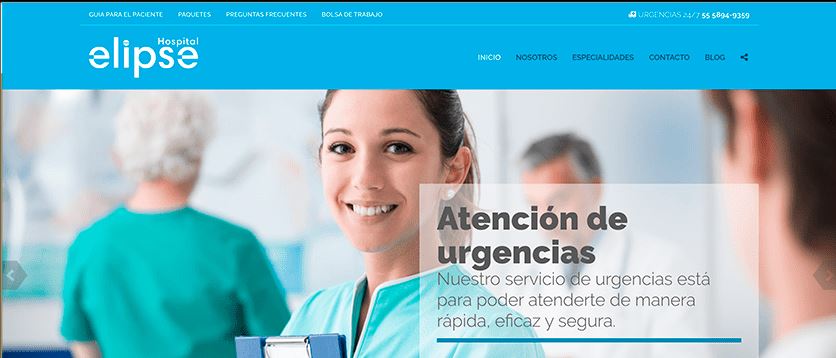 GUIA PARA EL PACIENTE PAQUETES PREGUNTAS FRECUENTES BOLSA DE TRABAJO URGENCIAS 24/7 55 5894-9359
Hospital
elipse
INICIO NOSOTROS ESPECIALIDADES CONTACTO BLOG
Atención de
urgencias
Nuestro servicio de urgencias está
para poder atenderte de manera
rápida, eficaz y segura.